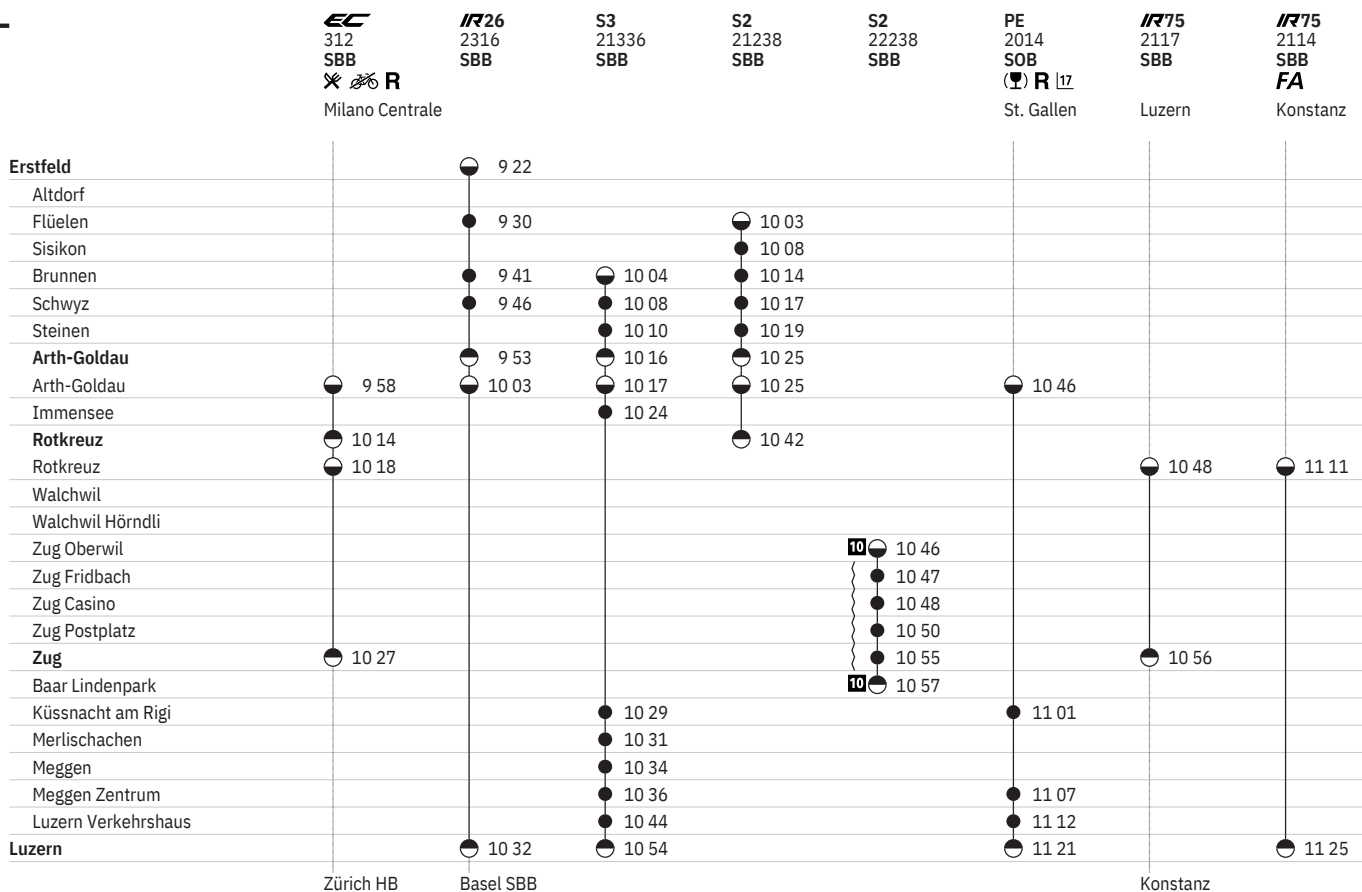 EC IR26 S3 S2 S2 PE IR75 IR75
312 2316 21336 21238 22238 2014 2117 2114
SBB SBB SBB SBB SBB SOB SBB SBB
R R 17 FA
Milano Centrale St. Gallen Luzern Konstanz
Erstfeld 9 22
Altdorf
Flüelen 9 30 10 03
Sisikon 10 08
Brunnen 9 41 10 04 10 14
Schwyz 9 46 10 08 10 17
Steinen 10 10 10 19
Arth-Goldau 9 53 10 16 10 25
Arth-Goldau 9 58 10 03 10 17 10 25 10 46
Immensee 10 24
Rotkreuz 10 14 10 42
Rotkreuz 10 18 10 48 11 11
Walchwil
Walchwil Hörndli
Zug Oberwil 10 10 46
Zug Fridbach 10 47
Zug Casino 10 48
Zug Postplatz 10 50
Zug 10 27 10 55 10 56
Baar Lindenpark 10 10 57
Küssnacht am Rigi 10 29 11 01
Merlischachen 10 31
Meggen 10 34
Meggen Zentrum 10 36 11 07
Luzern Verkehrshaus 10 44 11 12
Luzern 10 32 10 54 11 21 11 25
Zürich HB Basel SBB Konstanz